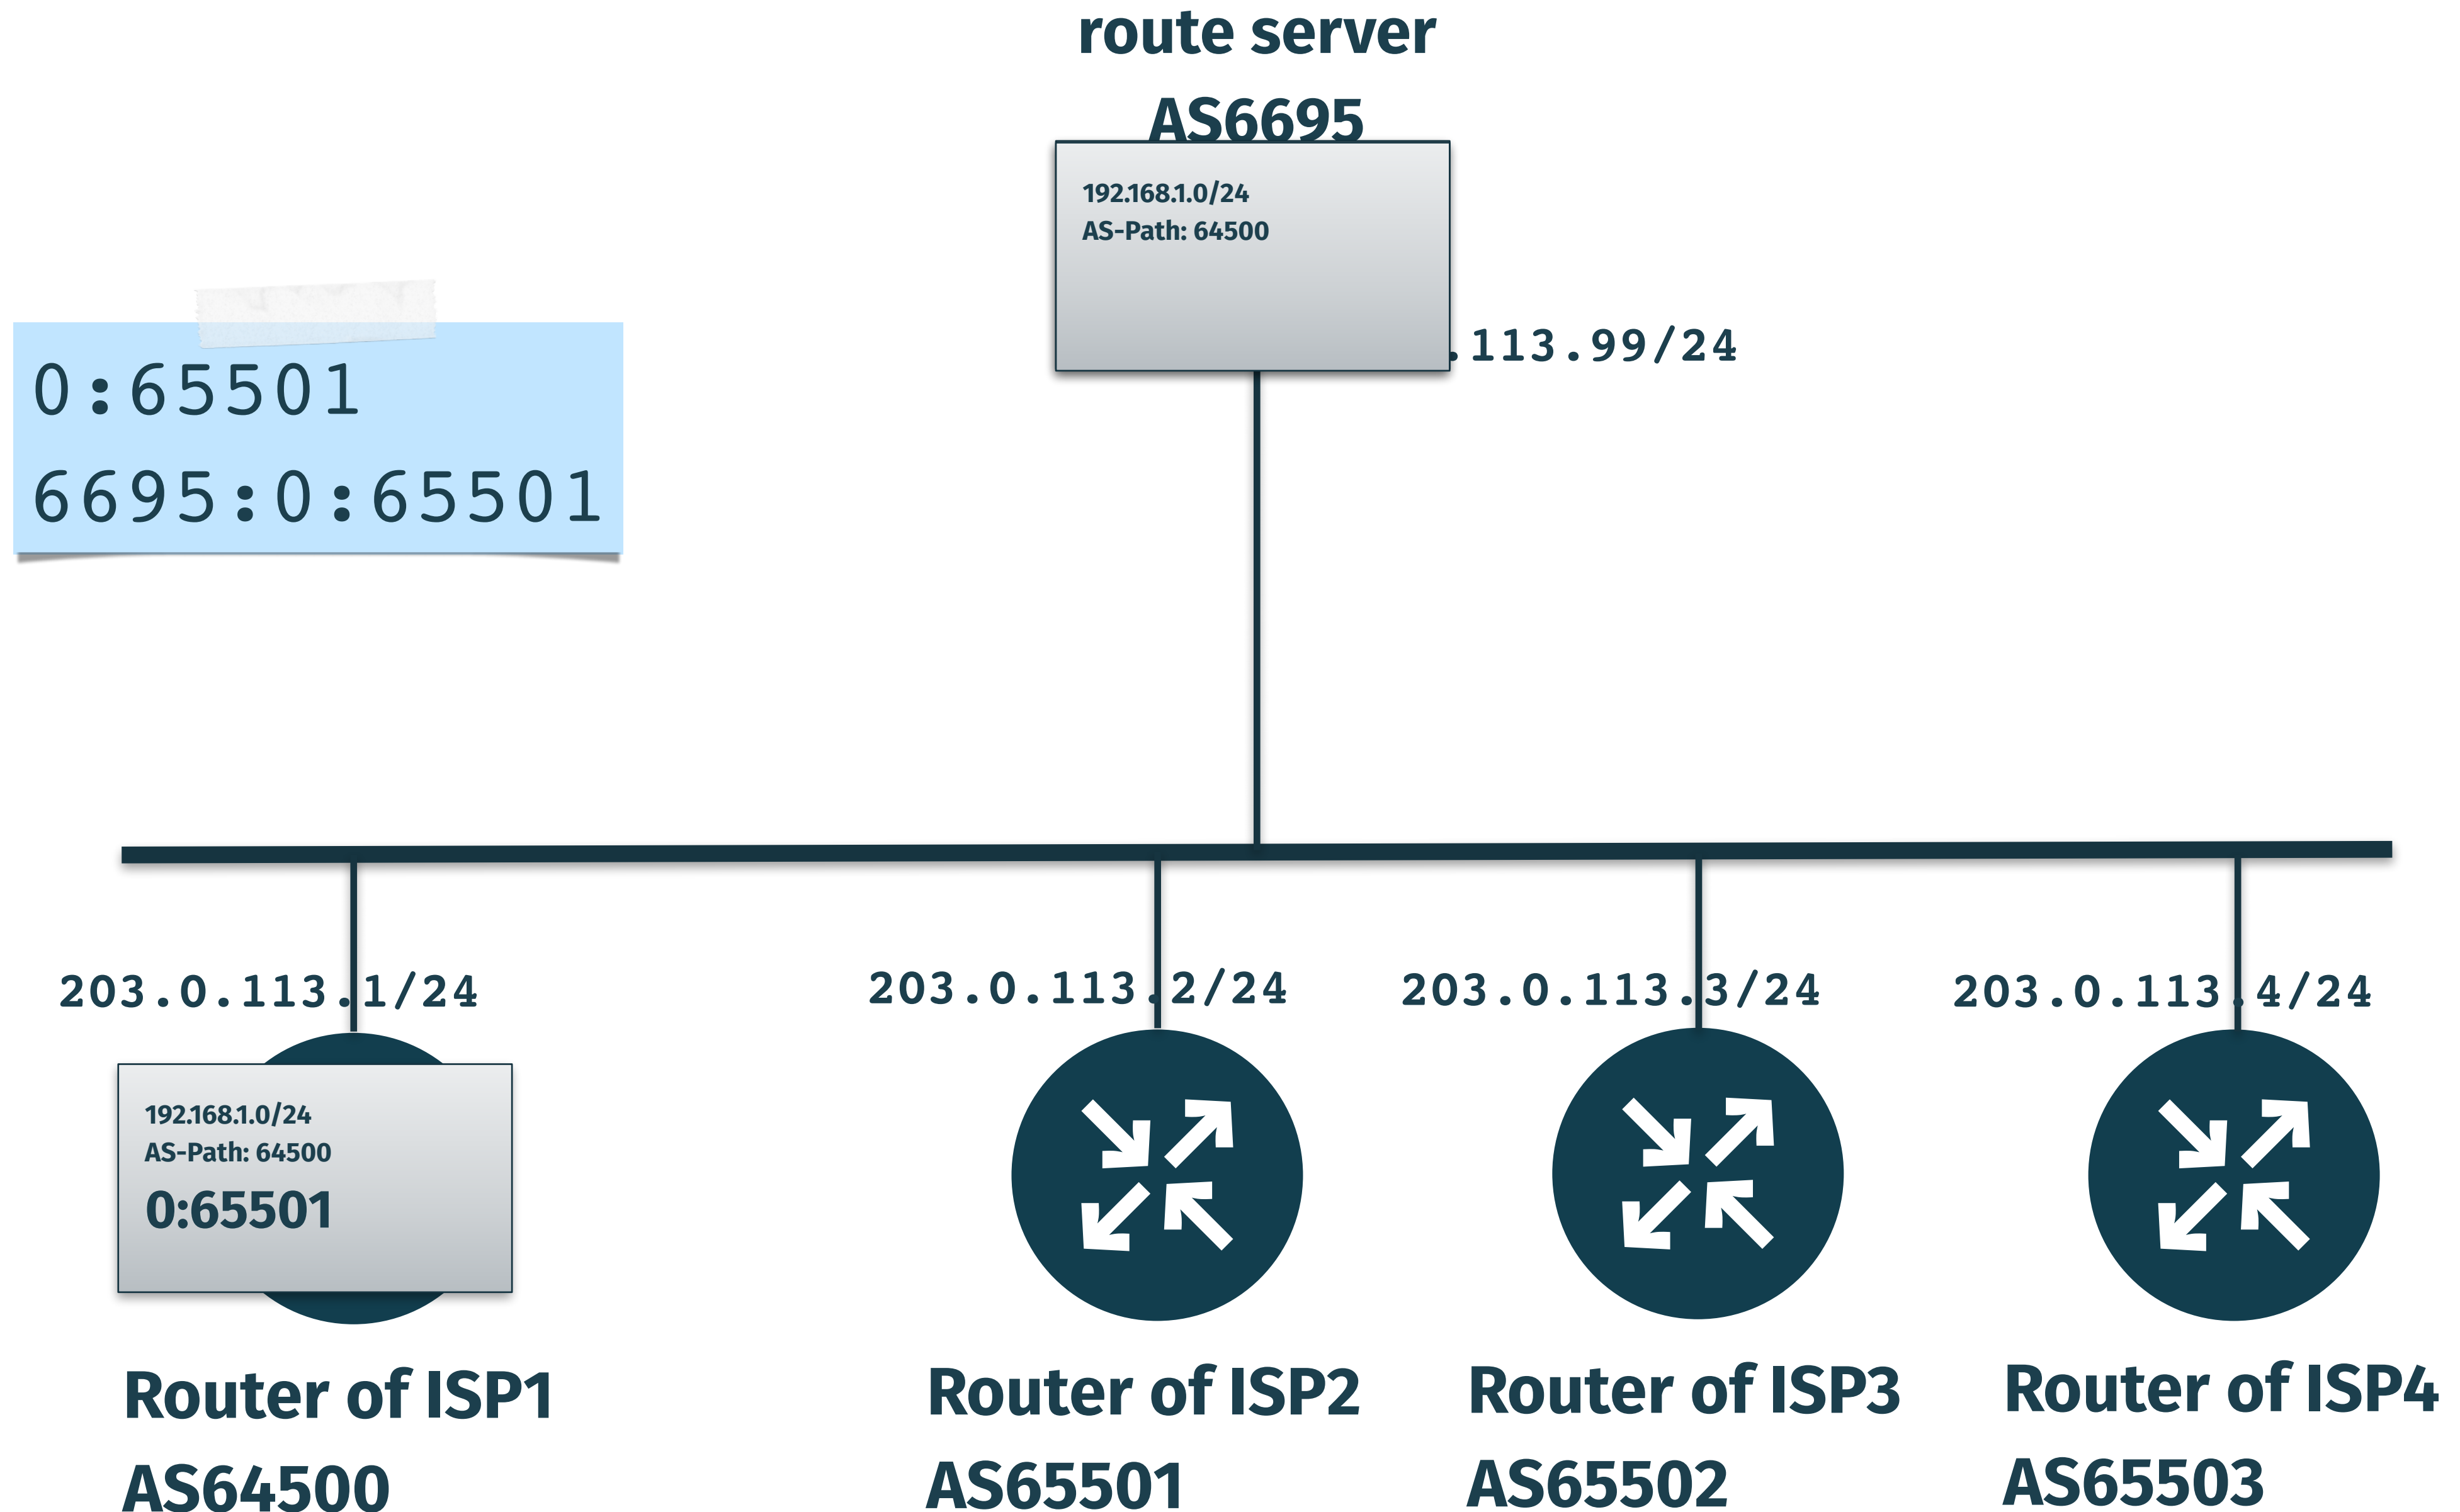 route server
AS6695
192.168.1.0/24
AS-Path: 64500
.113.99/24
0:65501
6695:0:65501
203.0.113.1/24
203.0.113.2/24
203.0.113.3/24
203.0.113.4/24
192.168.1.0/24
AS-Path: 64500
0:65501
Router of ISP1
AS64500
Router of ISP2
AS65501
Router of ISP3
AS65502
Router of ISP4
AS65503